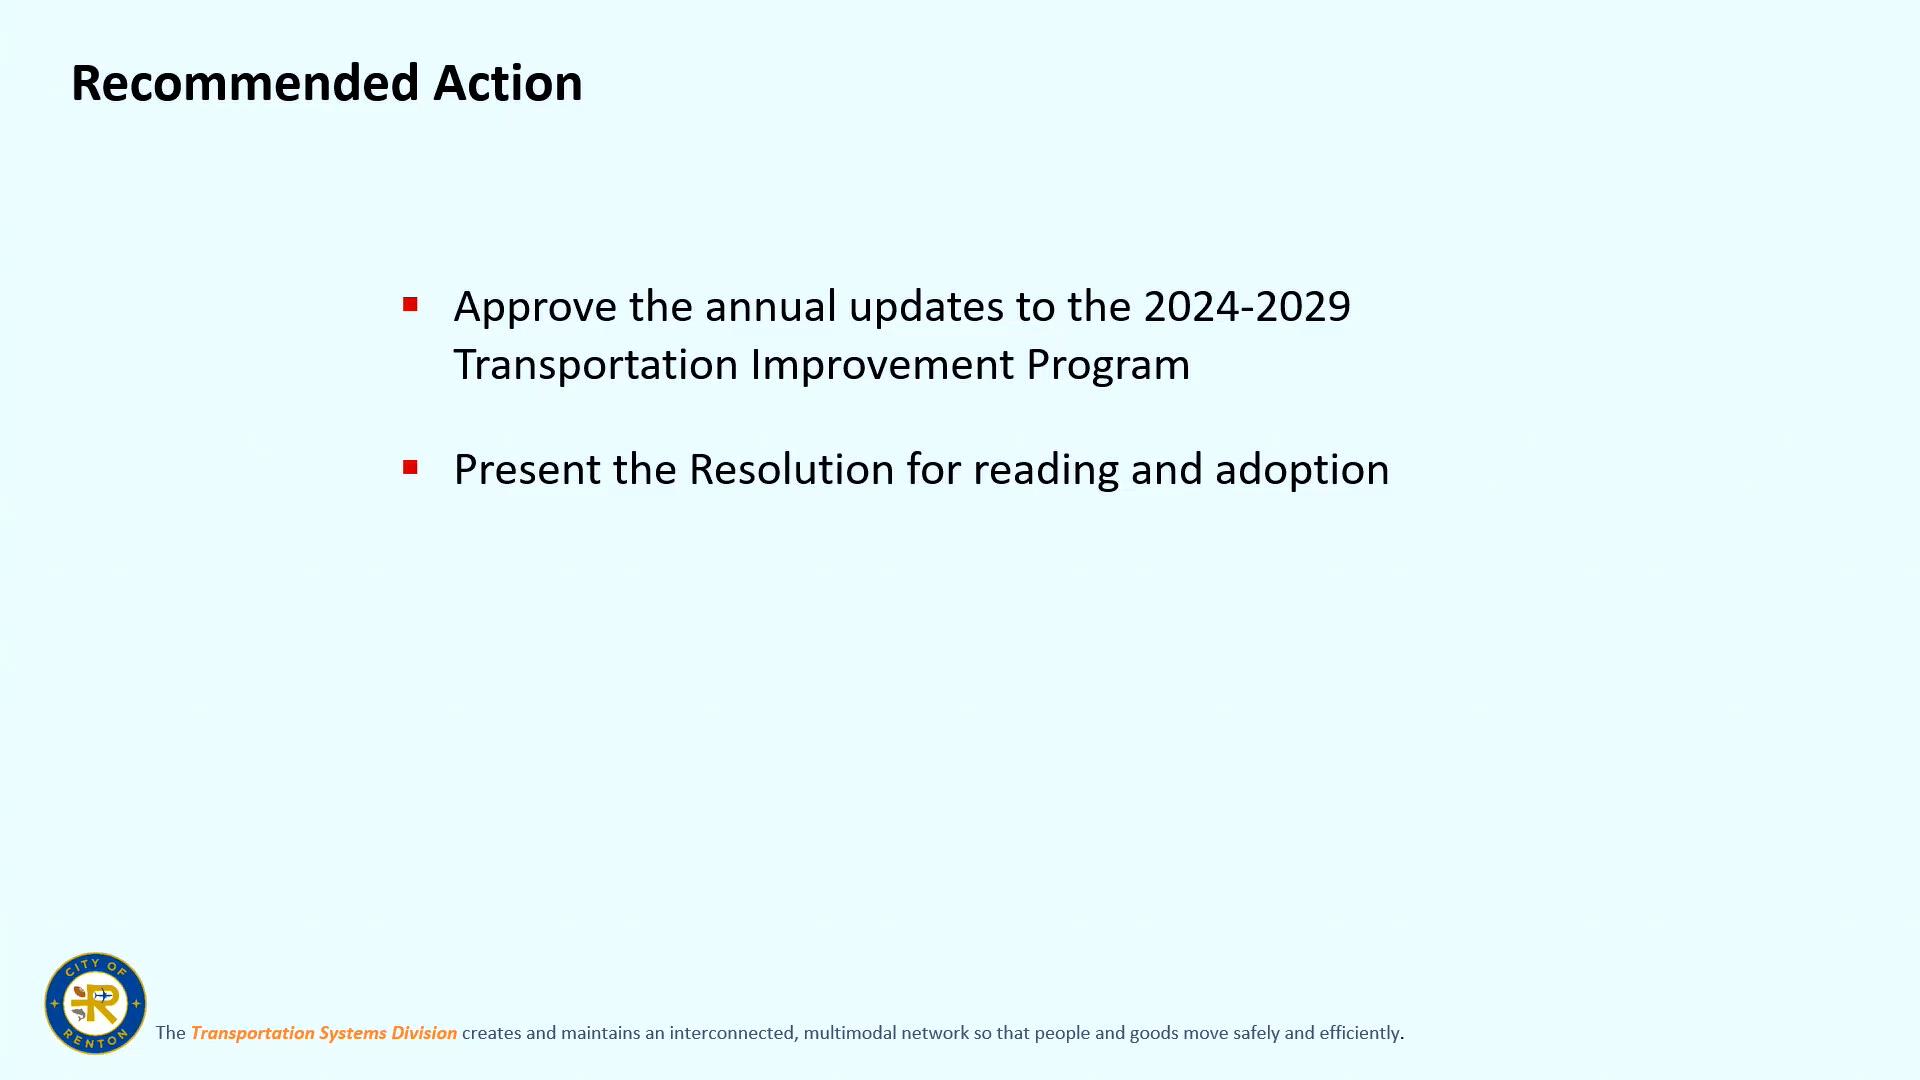 Recommended Action
▪ Approve the annual updates to the 2024-2029
Transportation Improvement Program
▪ Present the Resolution for reading and adoption
CITY OF
R
RENTON
The Transportation Systems Division creates and maintains an interconnected, multimodal network so that people and goods move safely and efficiently.